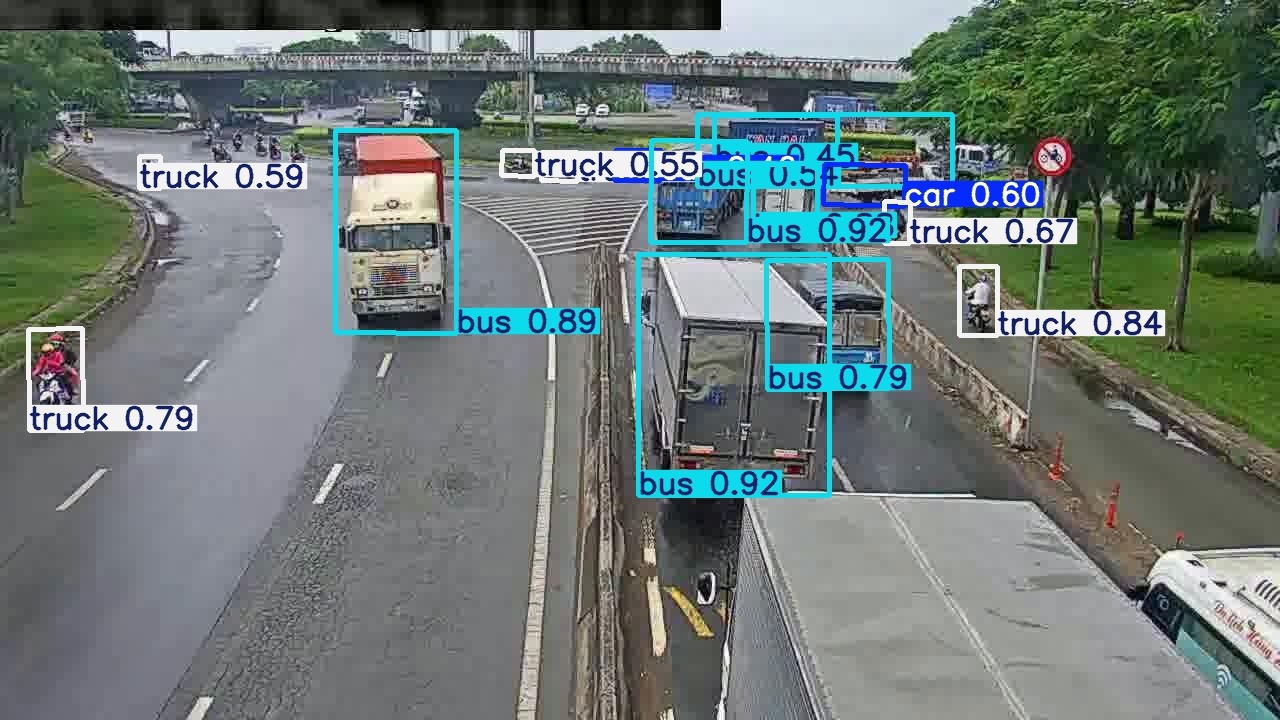 truck 0.59
truck 0.55
bus 0.45
bus 0.54
car 0.60
bus 0.92
truck 0.67
bus 0.89
truck 0.84
bus 0.79
truck 0.79
bus 0.92